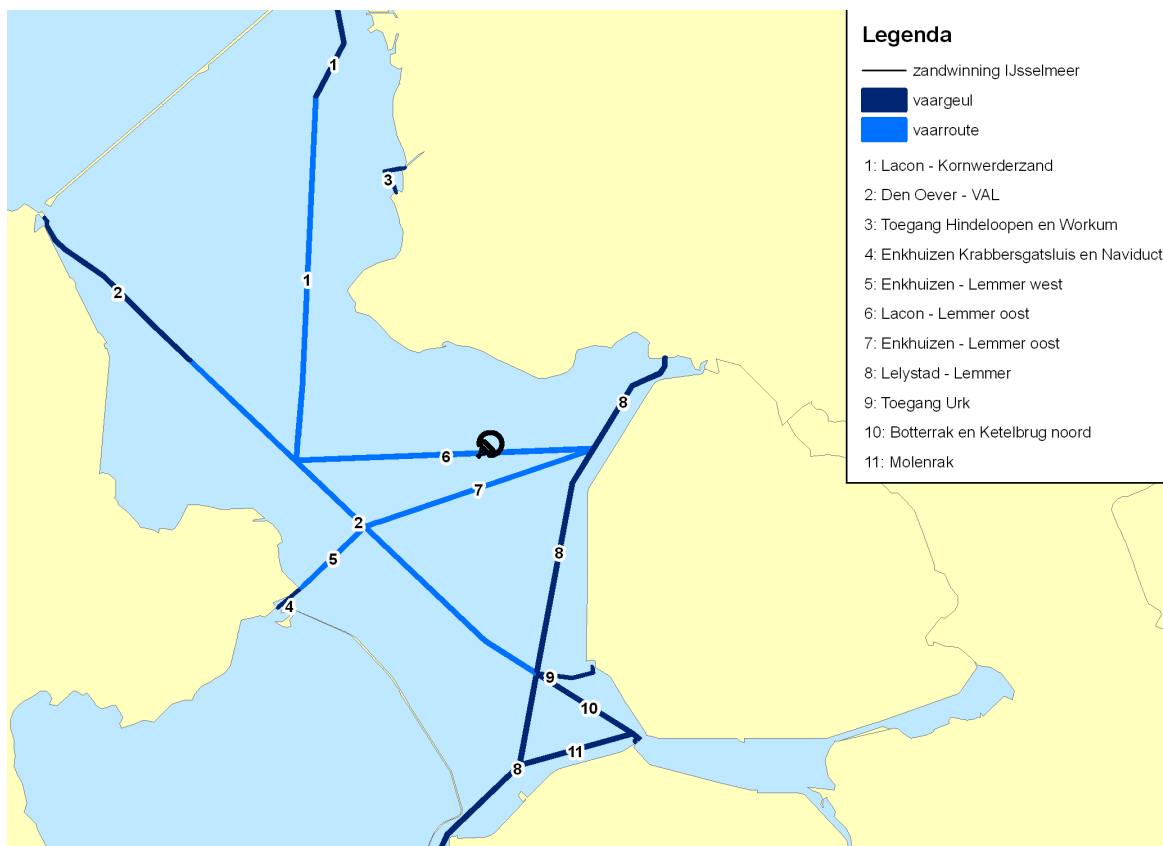 Legenda
zandwinning IJsselmeer
vaargeul
vaarroute
1: Lacon - Kornwerderzand
2: Den Oever - VAL
3: Toegang Hindeloopen en Workum
4: Enkhuizen Krabbersgatsluis en Naviduct
5: Enkhuizen - Lemmer west
6: Lacon - Lemmer oost
7: Enkhuizen - Lemmer oost
8: Lelystad - Lemmer
9: Toegang Urk
10: Botterrak en Ketelbrug noord
11: Molenrak
1
3
1
2
8
6
7
2
5
8
4
9
10
11
8